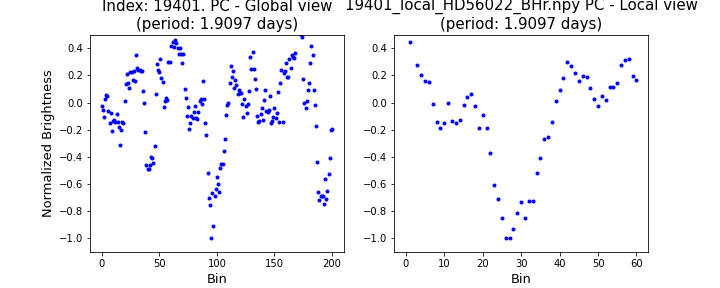 Index: 19401. PC - Global view
(period: 1.9097 days)
19401_local_HD56022_BHr.npy PC - Local view
(period: 1.9097 days)
Normalized Brightness
0.4
0.2
0.0
−0.2
−0.4
−0.6
−0.8
−1.0
0 50 100 150 200
Bin
0.4
0.2
0.0
−0.2
−0.4
−0.6
−0.8
−1.0
0 10 20 30 40 50 60
Bin